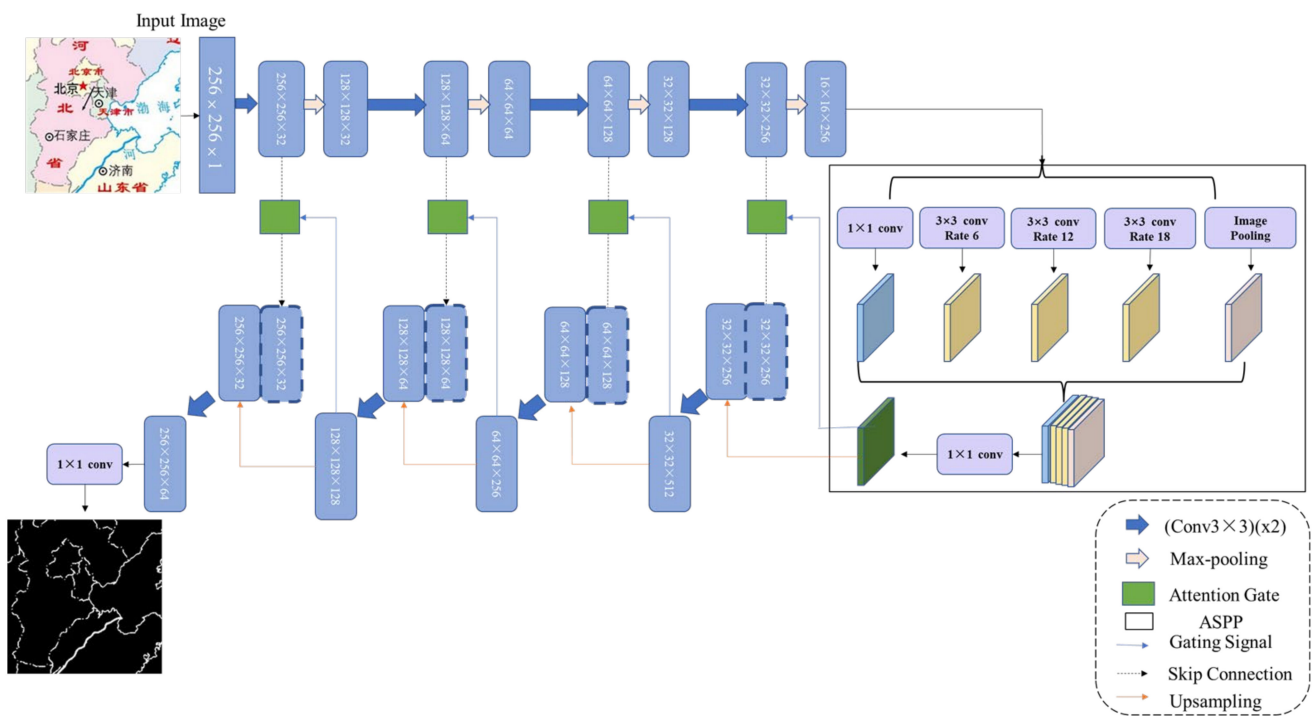 Input Image
河
辽
北京市
北京
天津
北
天津市
渤
海
石家庄
省
河
济南
山东省
256×256×1
256×256×32
128×128×32
128×128×64
64×64×64
64×64×128
32×32×128
32×32×256
16×16×256
1×1 conv
3×3 conv
Rate 6
3×3 conv
Rate 12
3×3 conv
Rate 18
Image
Pooling
256×256×32
256×256×32
128×128×64
128×128×64
64×64×128
64×64×128
32×32×256
32×32×256
256×256×64
128×128×128
64×64×256
32×32×512
1×1 conv
1×1 conv
(Conv3×3)(x2)
Max-pooling
Attention Gate
ASPP
Gating Signal
Skip Connection
Upsampling